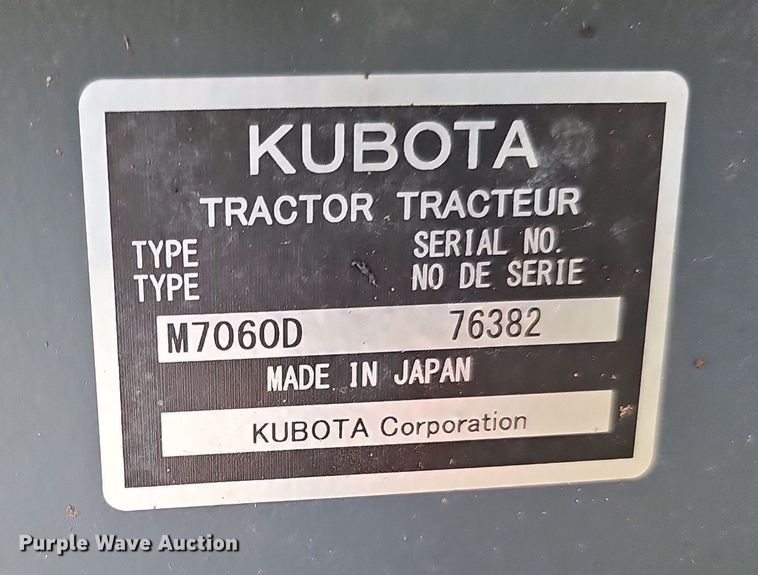 KUBOTA
TRACTOR TRACTEUR
TYPE SERIAL NO.
TYPE NO DE SERIE
M7060D 76382
MADE IN JAPAN
KUBOTA Corporation
Purple Wave Auction